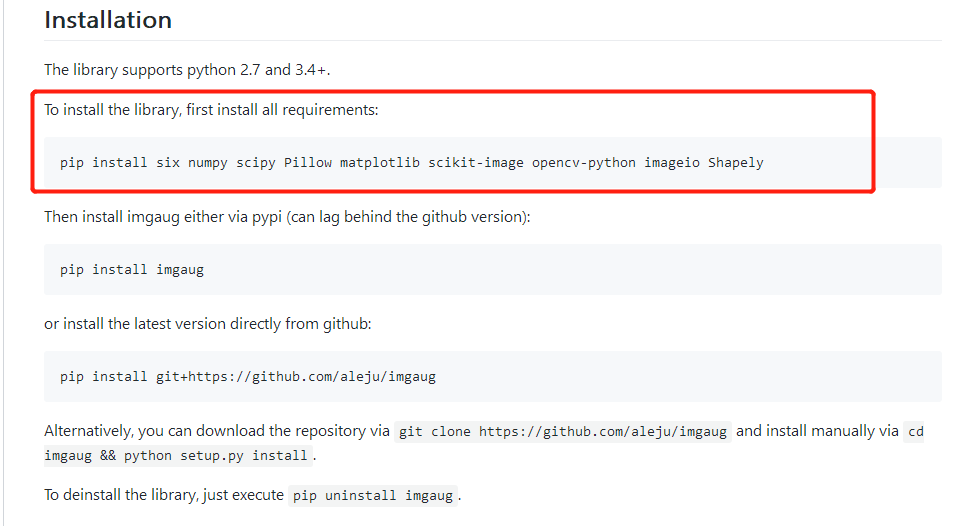 Installation
The library supports python 2.7 and 3.4+.
To install the library, first install all requirements:
pip install six numpy scipy Pillow matplotlib scikit-image opencv-python imageio Shapely
Then install imgaug either via pypi (can lag behind the github version):
pip install imgaug
or install the latest version directly from github:
pip install git+https://github.com/aleju/imgaug
Alternatively, you can download the repository via git clone https://github.com/aleju/imgaug and install manually via cd
imgaug && python setup.py install.
To deinstall the library, just execute pip uninstall imgaug.